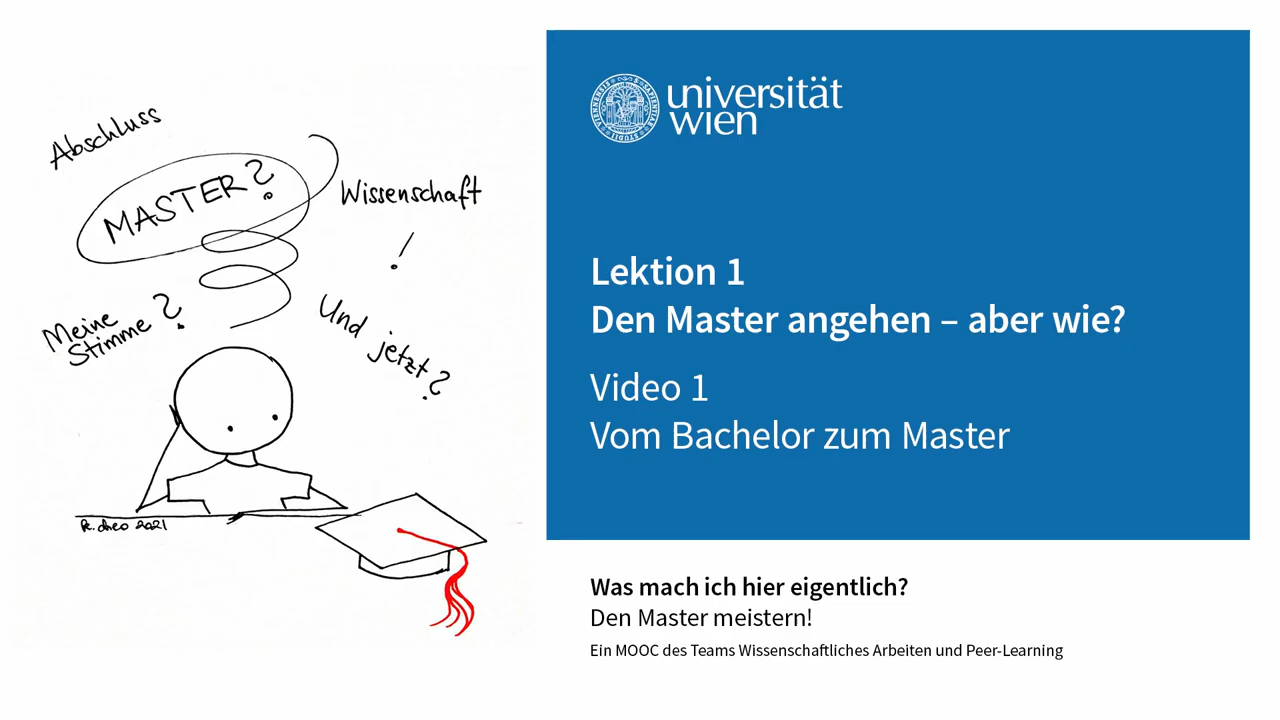 Abschluss
MASTER?
Wissenschaft
!
Meine
Stimme?
Und jetzt?
universität
wien
Lektion 1
Den Master angehen – aber wie?
Video 1
Vom Bachelor zum Master
Was mach ich hier eigentlich?
Den Master meistern!
Ein MOOC des Teams Wissenschaftliches Arbeiten und Peer-Learning